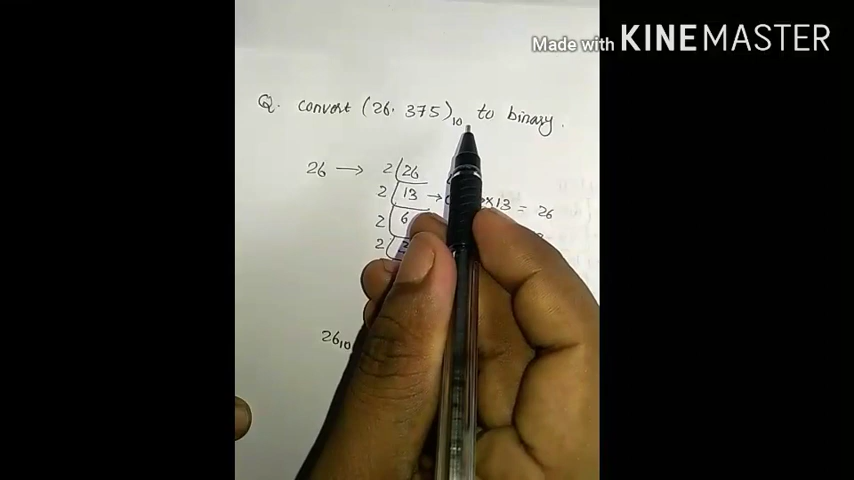 Made with KINEMASTER
Q. convert (26.375)10 to binary.
26 → 2 26
2 13 → ×13 = 26
2 6
2
2610